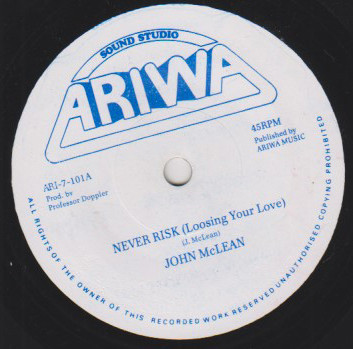 SOUND STUDIO
ARIWA
ARI-7-101A
Prod. by
Professor Doppler
45RPM
Published by
ARIWA MUSIC
NEVER RISK (Loosing Your Love)
(J. McLean)
JOHN McLEAN
ALL RIGHTS OF THE OWNER OF THIS RECORDED WORK RESERVED UNAUTHORISED COPYING PROHIBITED